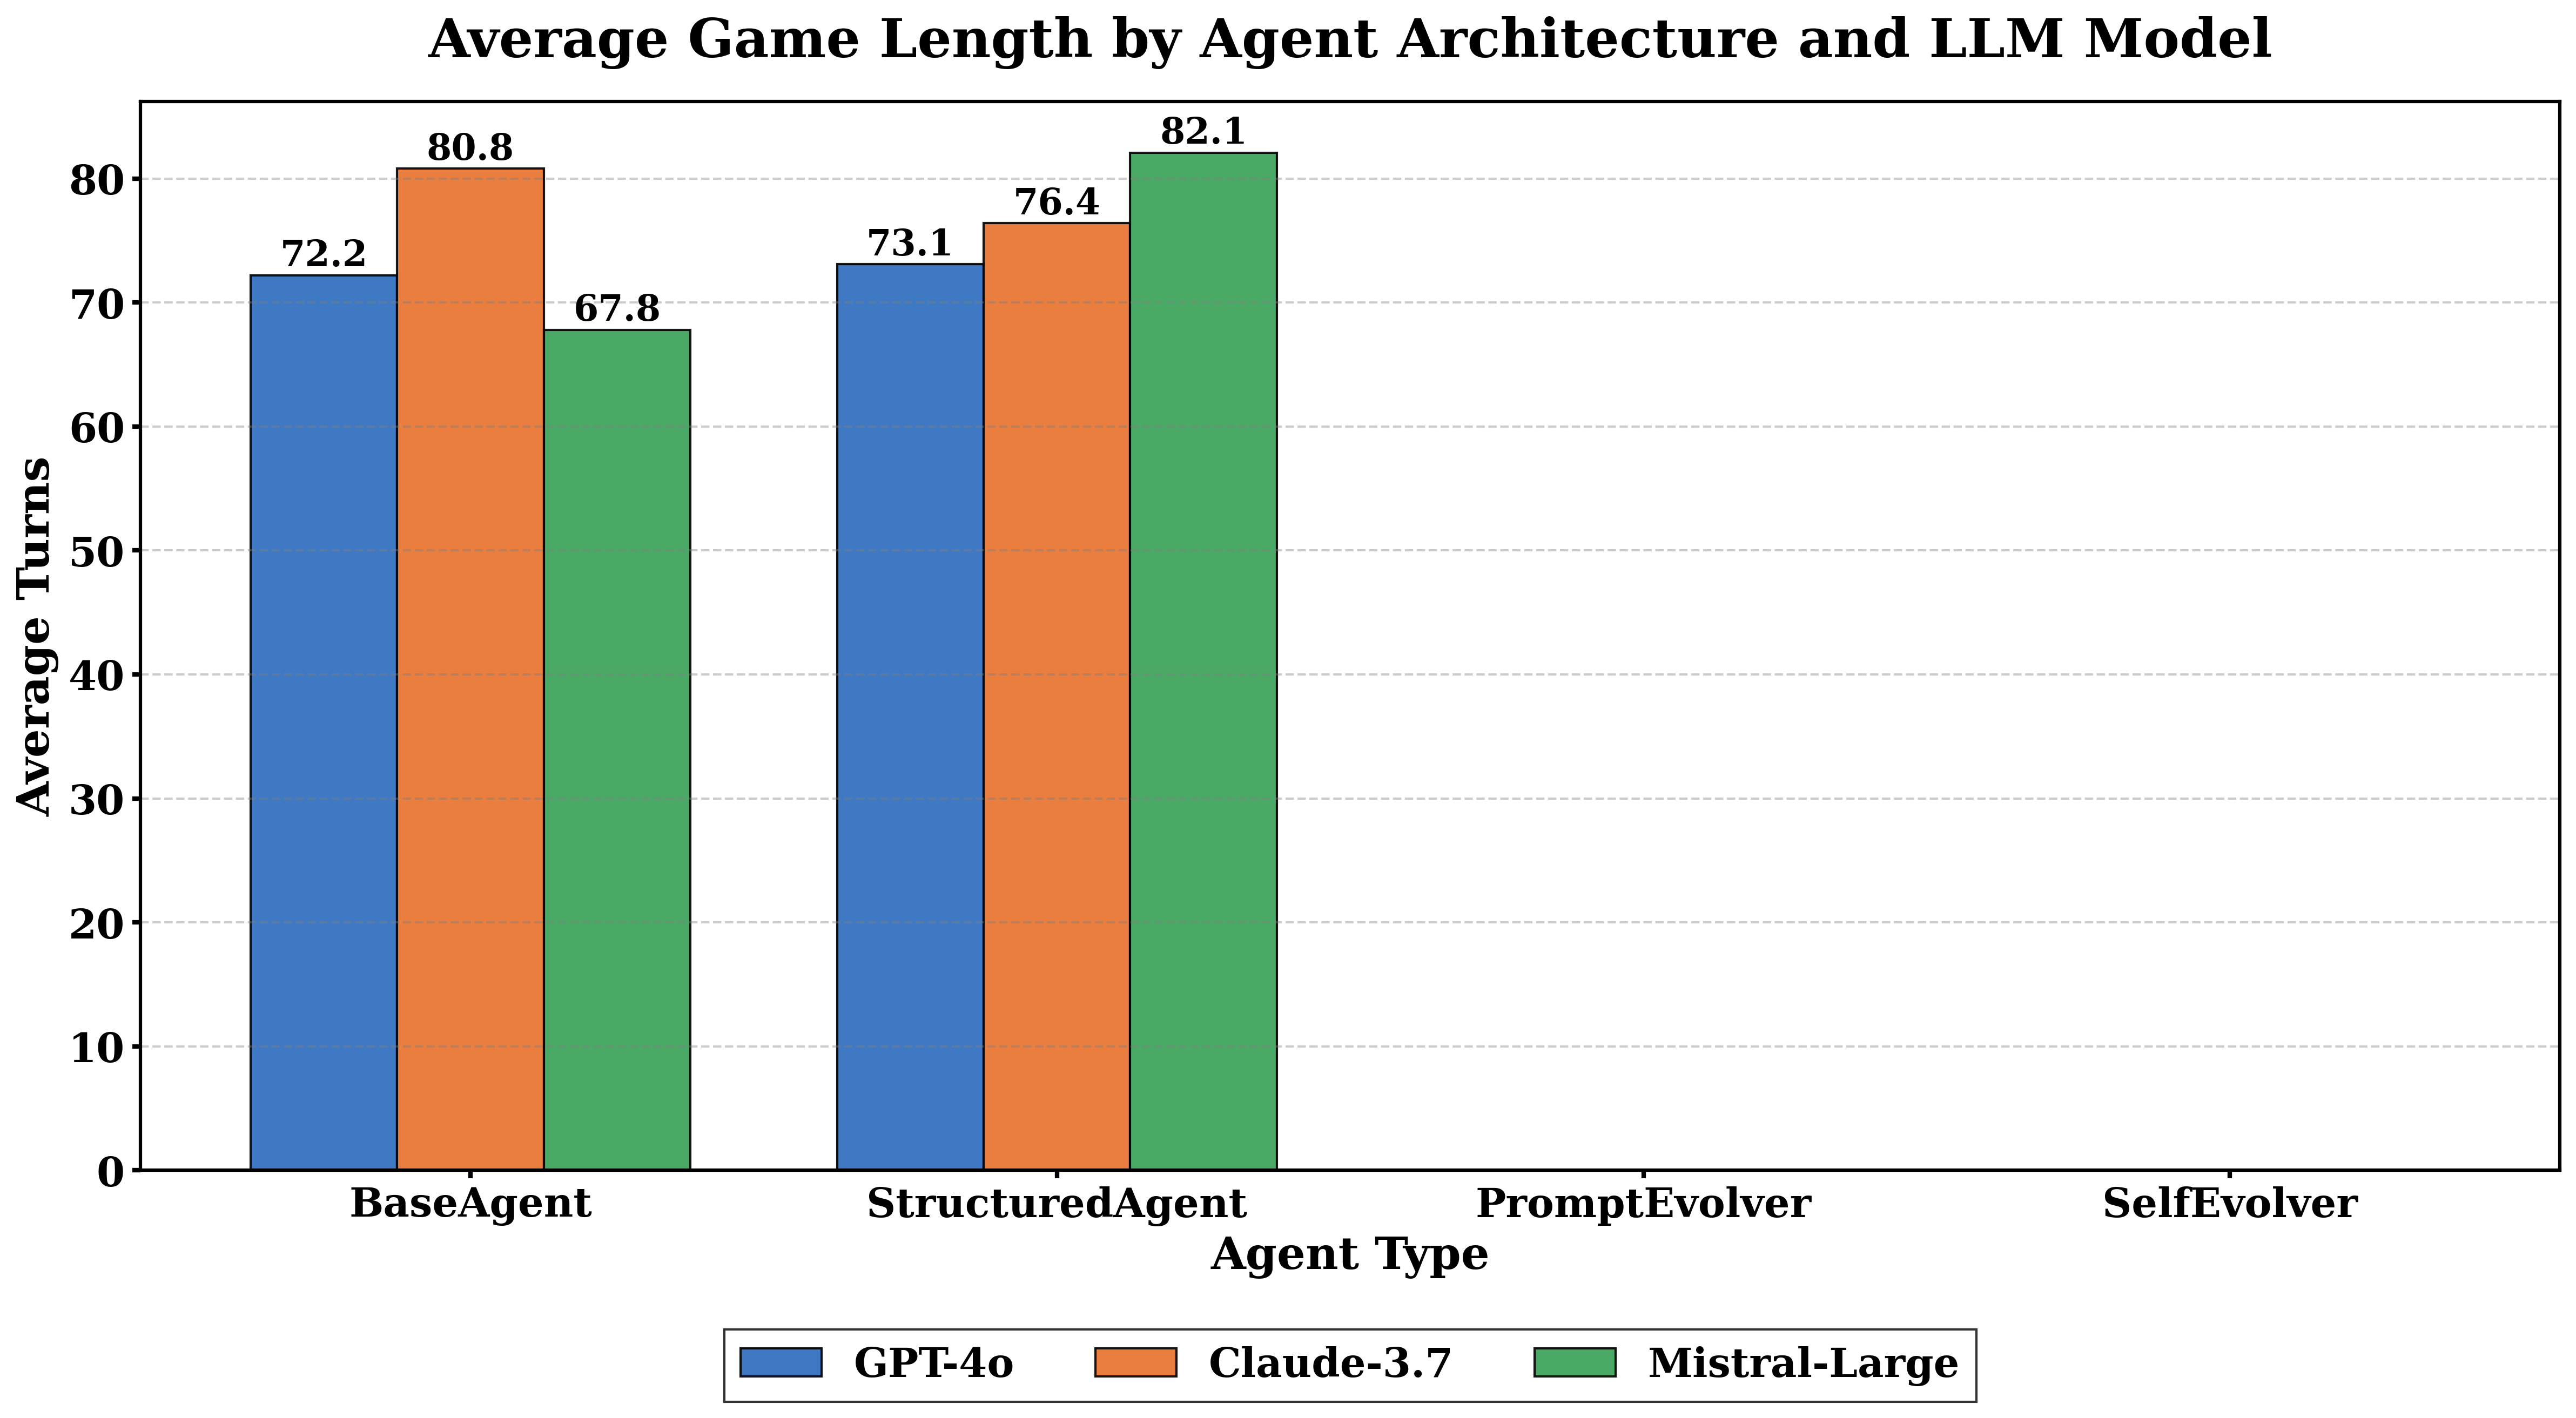 Average Game Length by Agent Architecture and LLM Model
Average Turns
80
70
60
50
40
30
20
10
0
72.2
80.8
67.8
73.1
76.4
82.1
BaseAgent
StructuredAgent
PromptEvolver
SelfEvolver
Agent Type
GPT-4o
Claude-3.7
Mistral-Large